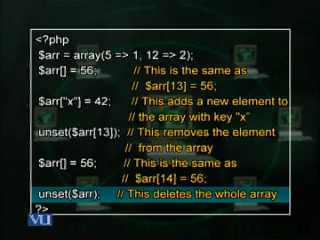 <?php
$arr = array(5 => 1, 12 => 2);
$arr[] = 56; // This is the same as
// $arr[13] = 56;
$arr["x"] = 42; // This adds a new element to
// the array with key "x"
unset($arr[13]); // This removes the element
// from the array
$arr[] = 56; // This is the same as
// $arr[14] = 56;
unset($arr); // This deletes the whole array
?>
VU